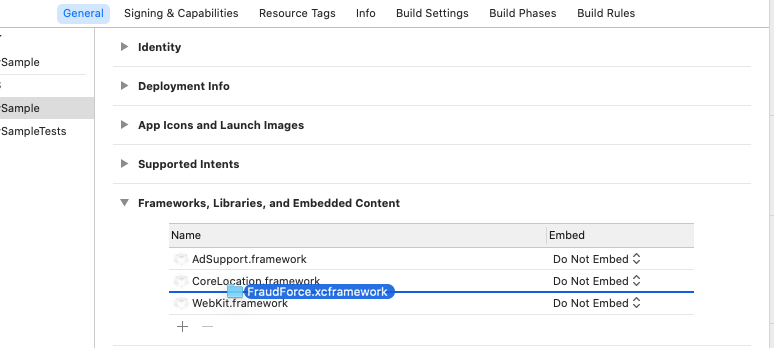 General Signing & Capabilities Resource Tags Info Build Settings Build Phases Build Rules
Sample
Sample
SampleTests
Identity
Deployment Info
App Icons and Launch Images
Supported Intents
Frameworks, Libraries, and Embedded Content
Name Embed
AdSupport.framework Do Not Embed
CoreLocation.framework
FraudForce.xcframework Do Not Embed
WebKit.framework Do Not Embed